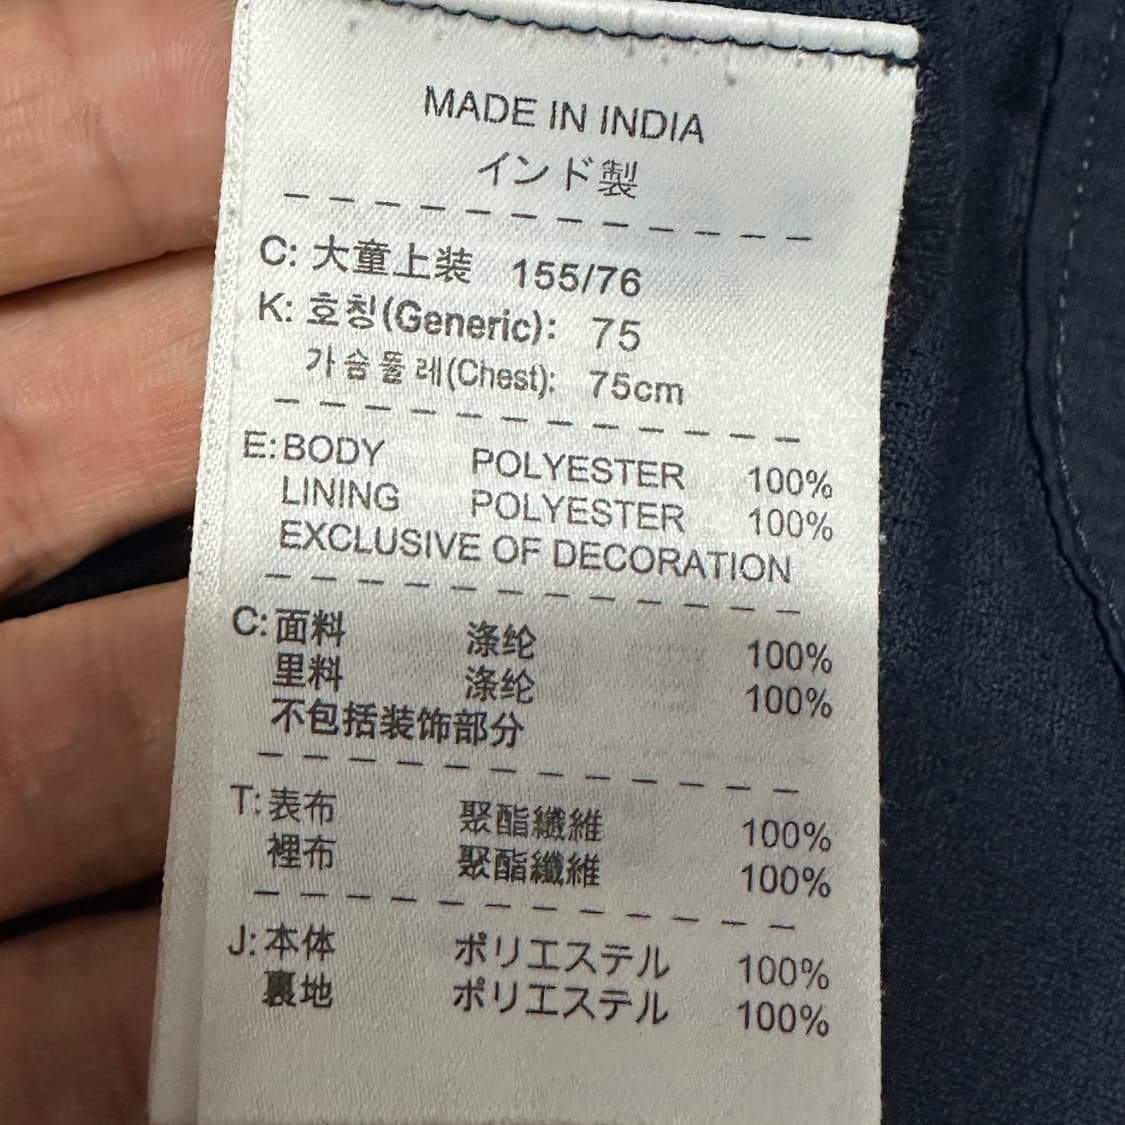 MADE IN INDIA
インド製
C: 大童上装 155/76
K: 호칭(Generic): 75
가슴둘레(Chest): 75cm
E: BODY POLYESTER 100%
LINING POLYESTER 100%
EXCLUSIVE OF DECORATION
C: 面料 涤纶 100%
里料 涤纶 100%
不包括装饰部分
T: 表布 聚酯纖維 100%
裡布 聚酯纖維 100%
J: 本体 ポリエステル 100%
裏地 ポリエステル 100%